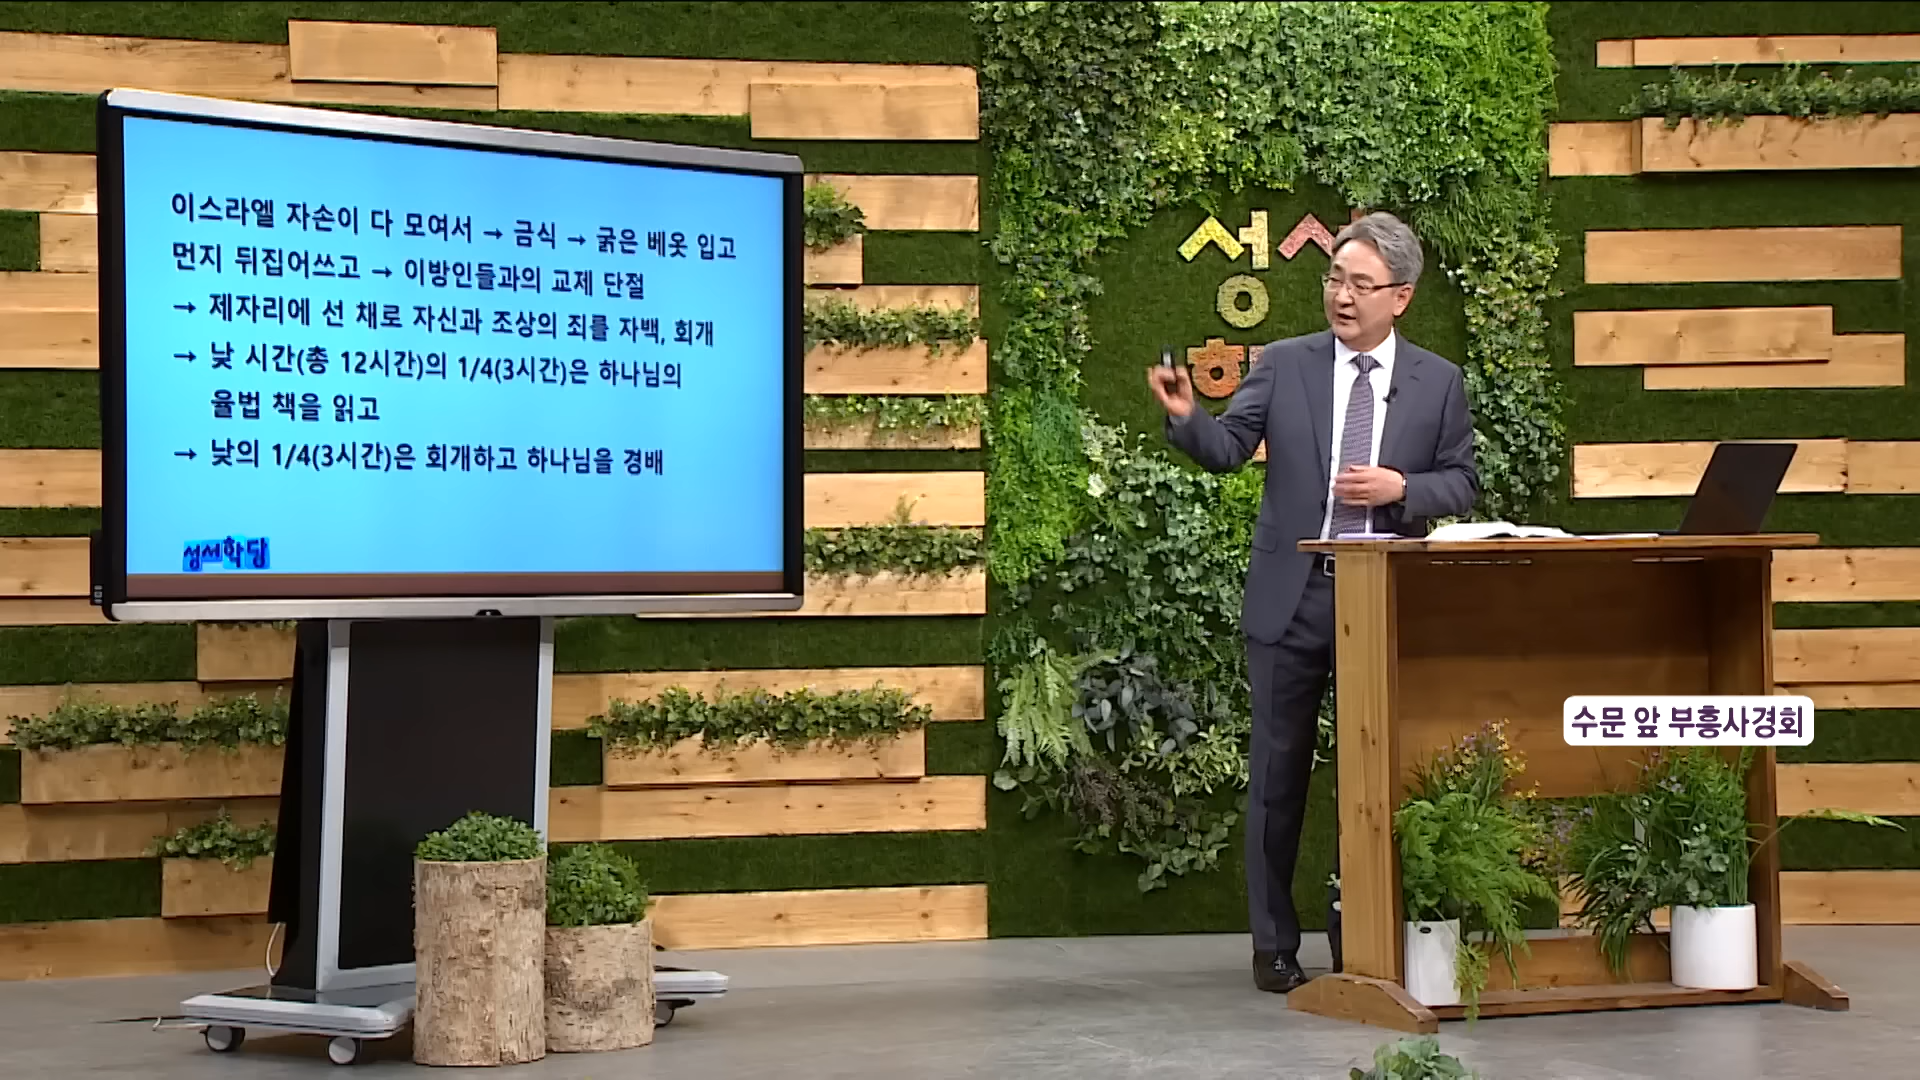 이스라엘 자손이 다 모여서 → 금식 → 굵은 베옷 입고
먼지 뒤집어쓰고 → 이방인들과의 교제 단절
→ 제자리에 선 채로 자신과 조상의 죄를 자백, 회개
→ 낮 시간(총 12시간)의 1/4(3시간)은 하나님의
율법 책을 읽고
→ 낮의 1/4(3시간)은 회개하고 하나님을 경배
성서학당
성
수문 앞 부흥사경회